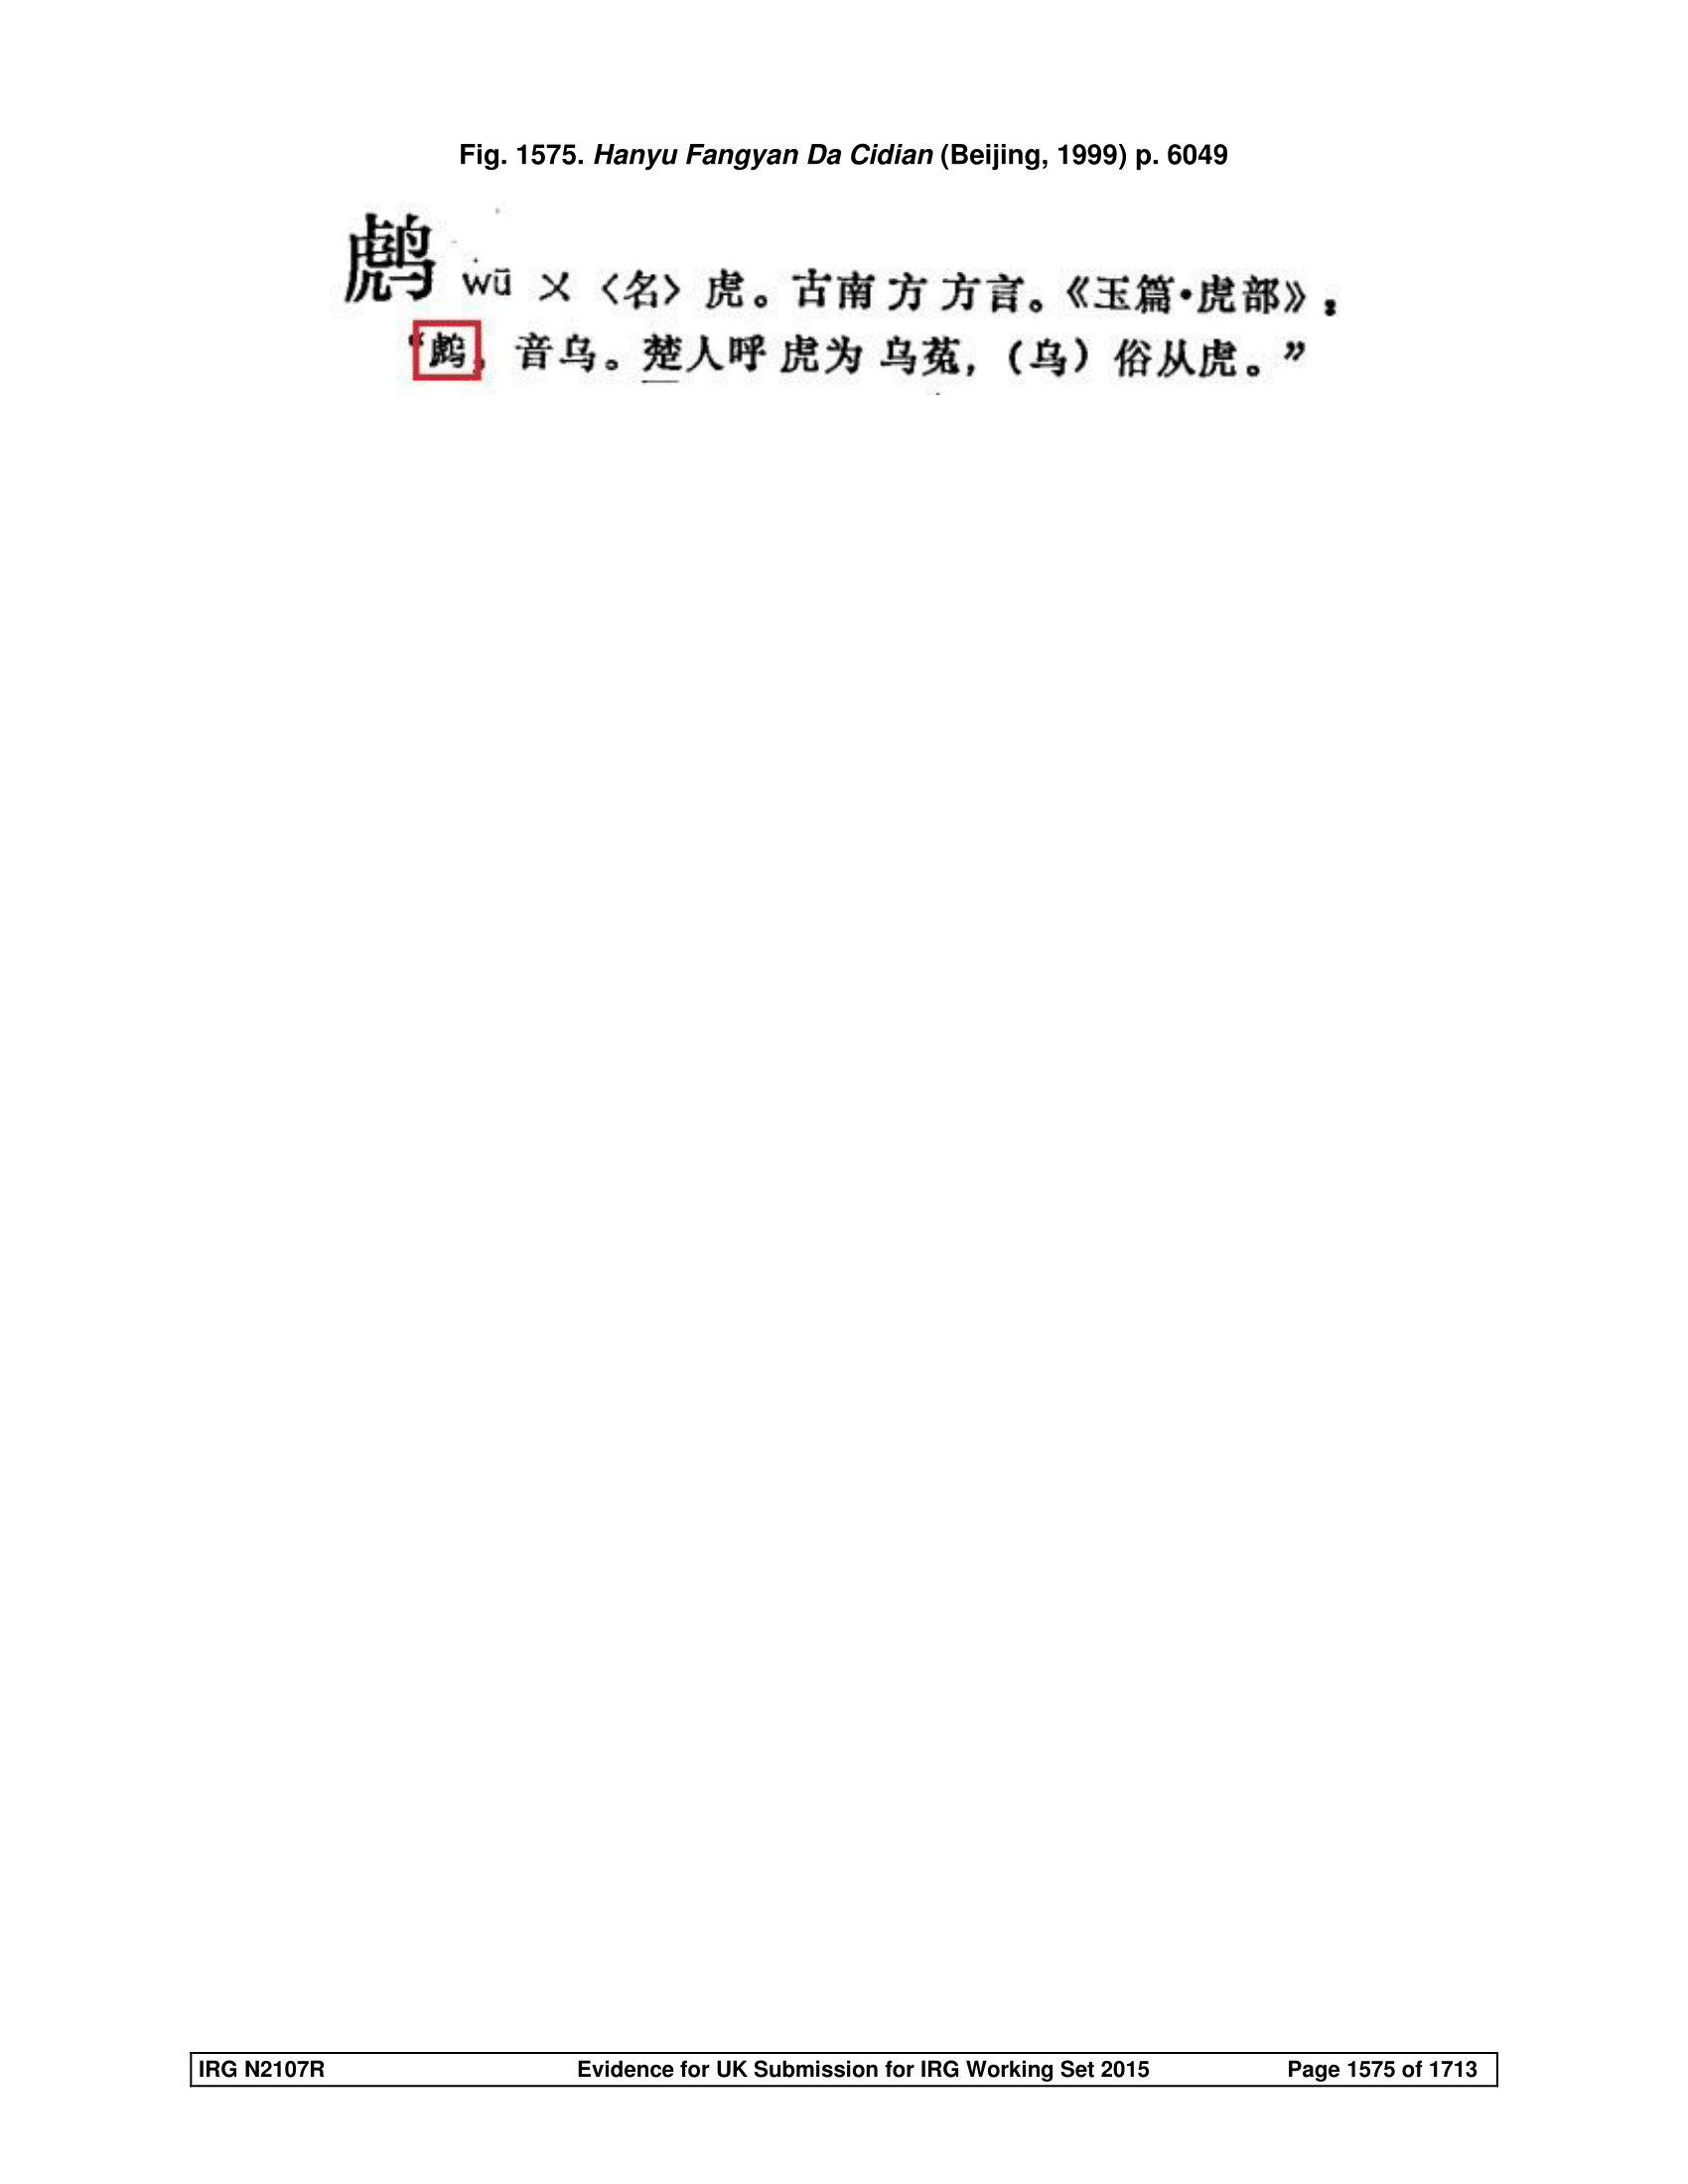 Fig. 1575. Hanyu Fangyan Da Cidian (Beijing, 1999) p. 6049
wū ㄨ〈名〉虎。古南方方言。《玉篇·虎部》：
“，音乌。楚人呼虎为乌菟，（乌）俗从虎。”
IRG N2107R Evidence for UK Submission for IRG Working Set 2015 Page 1575 of 1713